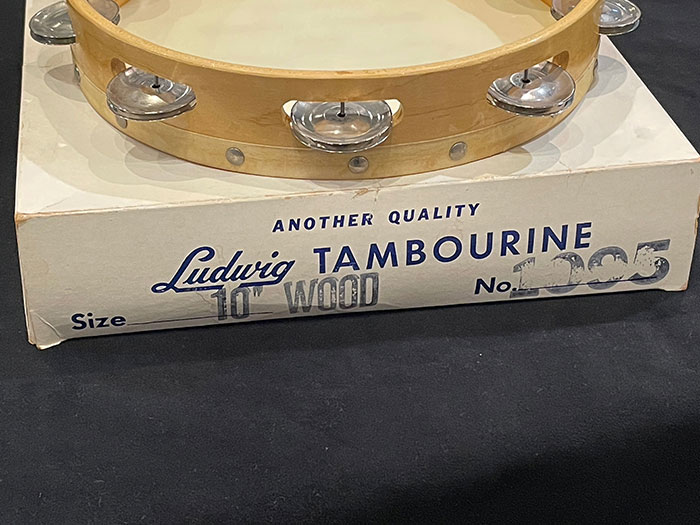 ANOTHER QUALITY
Ludwig TAMBOURINE
Size 10" WOOD No.